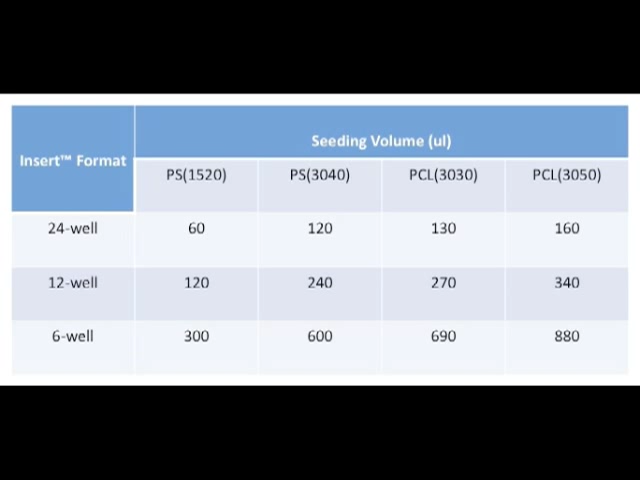 Seeding Volume (ul)
Insert™ Format
PS(1520) PS(3040) PCL(3030) PCL(3050)
24-well 60 120 130 160
12-well 120 240 270 340
6-well 300 600 690 880